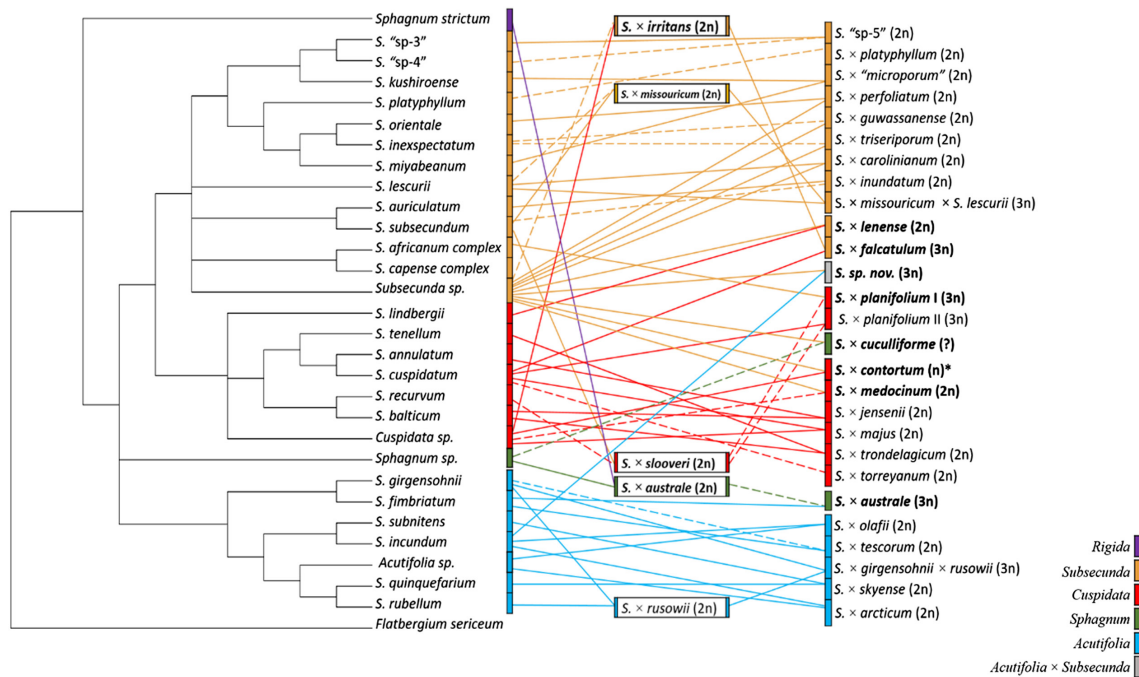 Sphagnum strictum
S. “sp-3”
S. “sp-4”
S. kushiroense
S. platyphyllum
S. orientale
S. inexspectatum
S. miyabeanum
S. lescurii
S. auriculatum
S. subsecundum
S. africanum complex
S. capense complex
Subsecunda sp.
S. lindbergii
S. tenellum
S. annulatum
S. cuspidatum
S. recurvum
S. balticum
Cuspidata sp.
Sphagnum sp.
S. girgensohnii
S. fimbriatum
S. subnitens
S. incundum
Acutifolia sp.
S. quinquefarium
S. rubellum
Flatbergium sericeum
S. × irritans (2n)
S. × missouricum (2n)
S. × slooveri (2n)
S. × australe (2n)
S. × rusowii (2n)
S. “sp-5” (2n)
S. × platyphyllum (2n)
S. × “microporum” (2n)
S. × perfoliatum (2n)
S. × guwassanense (2n)
S. × triseriporum (2n)
S. × carolinianum (2n)
S. × inundatum (2n)
S. × missouricum × S. lescurii (3n)
S. × lenense (2n)
S. × falcatulum (3n)
S. sp. nov. (3n)
S. × planifolium I (3n)
S. × planifolium II (3n)
S. × cuculliforme (?)
S. × contortum (n)*
S. × medocinum (2n)
S. × jensenii (2n)
S. × majus (2n)
S. × trondelagicum (2n)
S. × torreyanum (2n)
S. × australe (3n)
S. × olafii (2n)
S. × tescorum (2n)
S. × girgensohnii × rusowii (3n)
S. × skyense (2n)
S. × arcticum (2n)
Rigida
Subsecunda
Cuspidata
Sphagnum
Acutifolia
Acutifolia × Subsecunda